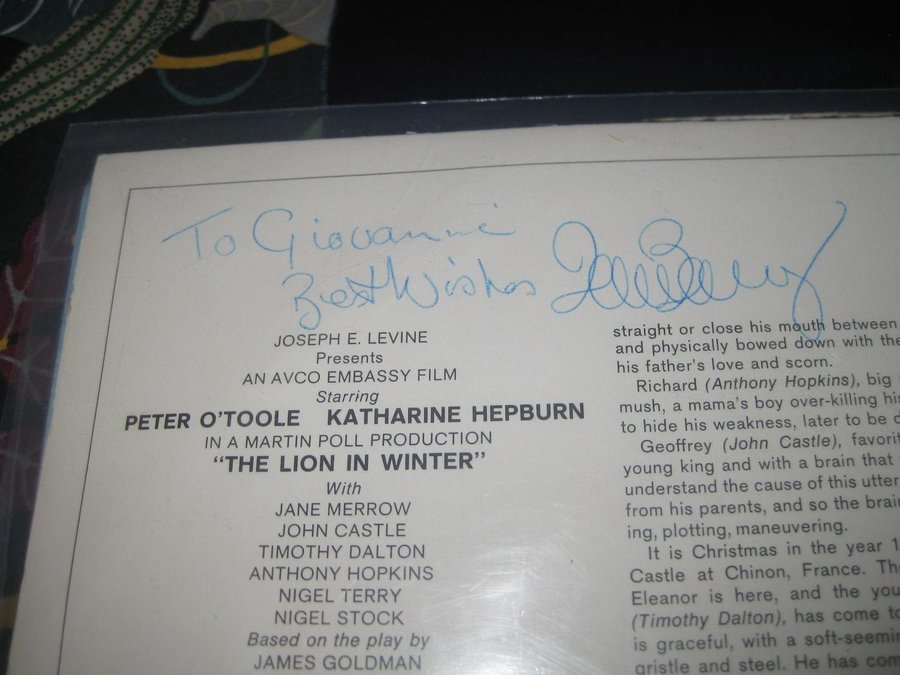 To Giovanni
Best Wishes
JOSEPH E. LEVINE
Presents
AN AVCO EMBASSY FILM
Starring
PETER O'TOOLE KATHARINE HEPBURN
IN A MARTIN POLL PRODUCTION
"THE LION IN WINTER"
With
JANE MERROW
JOHN CASTLE
TIMOTHY DALTON
ANTHONY HOPKINS
NIGEL TERRY
NIGEL STOCK
Based on the play by
JAMES GOLDMAN
straight or close his mouth between
and physically bowed down with the
his father's love and scorn.
Richard (Anthony Hopkins), big
mush, a mama's boy over-killing his
to hide his weakness, later to be
Geoffrey (John Castle),
young king and with a brain that
understand the cause of this utter
from his parents, and so the brain
ing, plotting, maneuvering.
It is Christmas in the year 1
Castle at Chinon, France.
Eleanor is here, and the
(Timothy Dalton), has come to
is graceful, with a
gristle and steel. He has